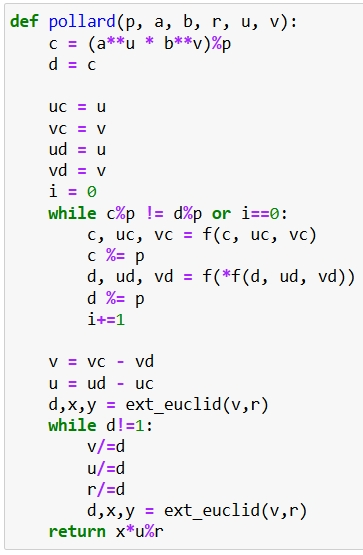 def pollard(p, a, b, r, u, v):
    c = (a**u * b**v)%p
    d = c

    uc = u
    vc = v
    ud = u
    vd = v
    i = 0
    while c%p != d%p or i==0:
        c, uc, vc = f(c, uc, vc)
        c %= p
        d, ud, vd = f(*f(d, ud, vd))
        d %= p
        i+=1

    v = vc - vd
    u = ud - uc
    d,x,y = ext_euclid(v,r)
    while d!=1:
        v/=d
        u/=d
        r/=d
        d,x,y = ext_euclid(v,r)
    return x*u%r